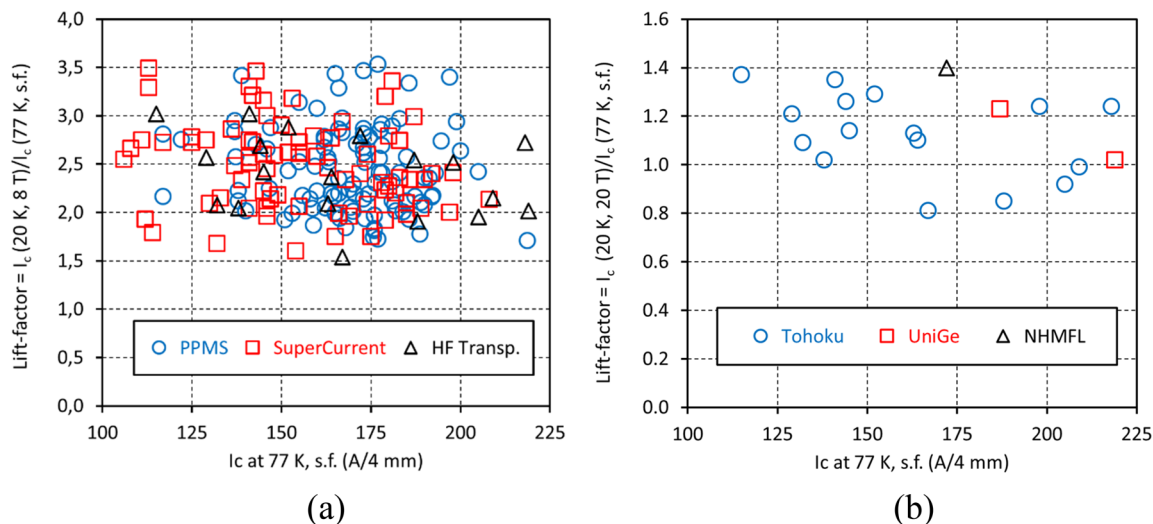 Lift-factor = Ic (20 K, 8 T)/Ic (77 K, s.f.)
4,0
3,5
3,0
2,5
2,0
1,5
1,0
0,5
0,0
PPMS SuperCurrent HF Transp.
100 125 150 175 200 225
Ic at 77 K, s.f. (A/4 mm)
(a)
Lift-factor = Ic (20 K, 20 T)/Ic (77 K, s.f.)
1.6
1.4
1.2
1.0
0.8
0.6
0.4
0.2
0.0
Tohoku UniGe NHMFL
100 125 150 175 200 225
Ic at 77 K, s.f. (A/4 mm)
(b)